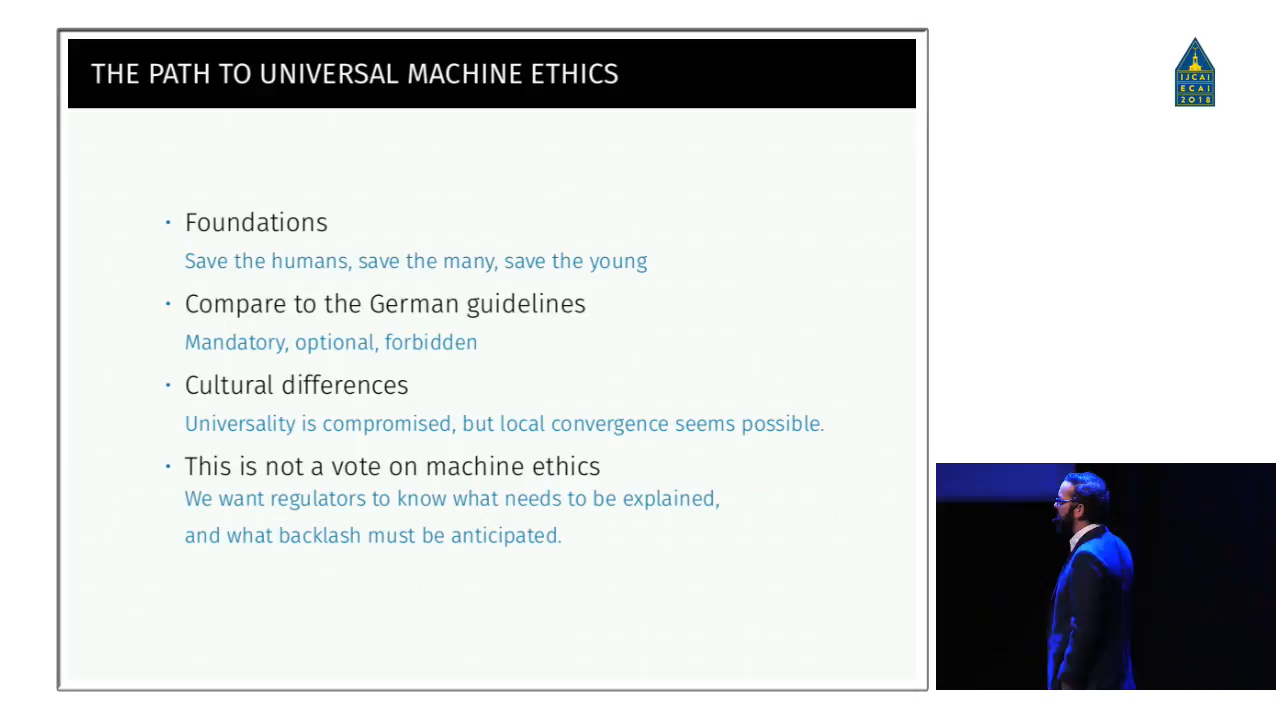 THE PATH TO UNIVERSAL MACHINE ETHICS
• Foundations
Save the humans, save the many, save the young
• Compare to the German guidelines
Mandatory, optional, forbidden
• Cultural differences
Universality is compromised, but local convergence seems possible.
• This is not a vote on machine ethics
We want regulators to know what needs to be explained,
and what backlash must be anticipated.
IJCAI
ECAI
2018